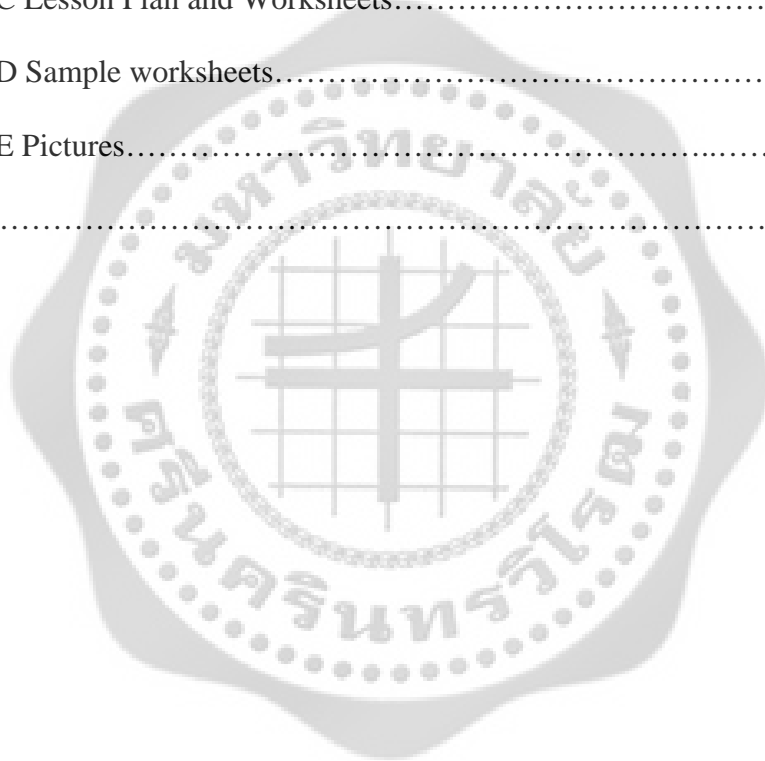 C Lesson Plan and Worksheets…………………………………
D Sample worksheets……………………………………………
E Pictures…………………………………………………..……
……………………………………………………………………
มหาวิทยาลัย
ศรีนครินทรวิโรฒ